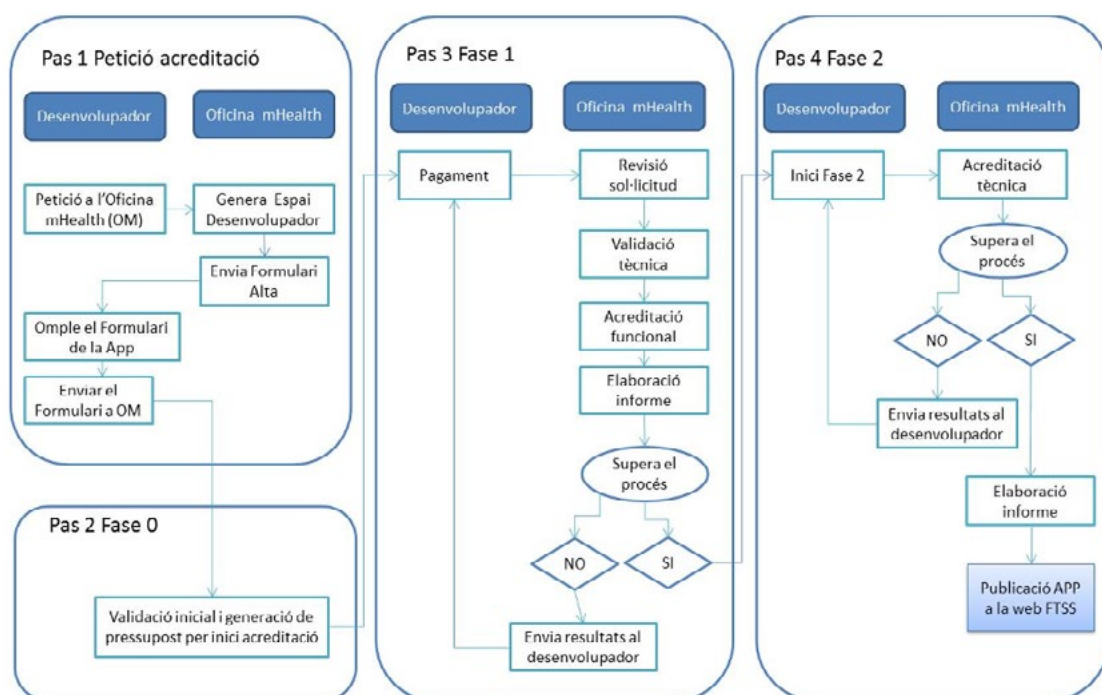 Pas 1 Petició acreditació
Desenvolupador
Oficina mHealth
Petició a l'Oficina
mHealth (OM)
Genera Espai
Desenvolupador
Envia Formulari
Alta
Omple el Formulari
de la App
Enviar el
Formulari a OM
Pas 2 Fase 0
Validació inicial i generació de
pressupost per inici acreditació
Pas 3 Fase 1
Desenvolupador
Oficina mHealth
Pagament
Revisió
sol·licitud
Validació
tècnica
Acreditació
funcional
Elaboració
informe
Supera el
procés
NO
SI
Envia resultats al
desenvolupador
Pas 4 Fase 2
Desenvolupador
Oficina mHealth
Inici Fase 2
Acreditació
tècnica
Supera el
procés
NO
SI
Envia resultats al
desenvolupador
Elaboració
informe
Publicació APP
a la web FTSS